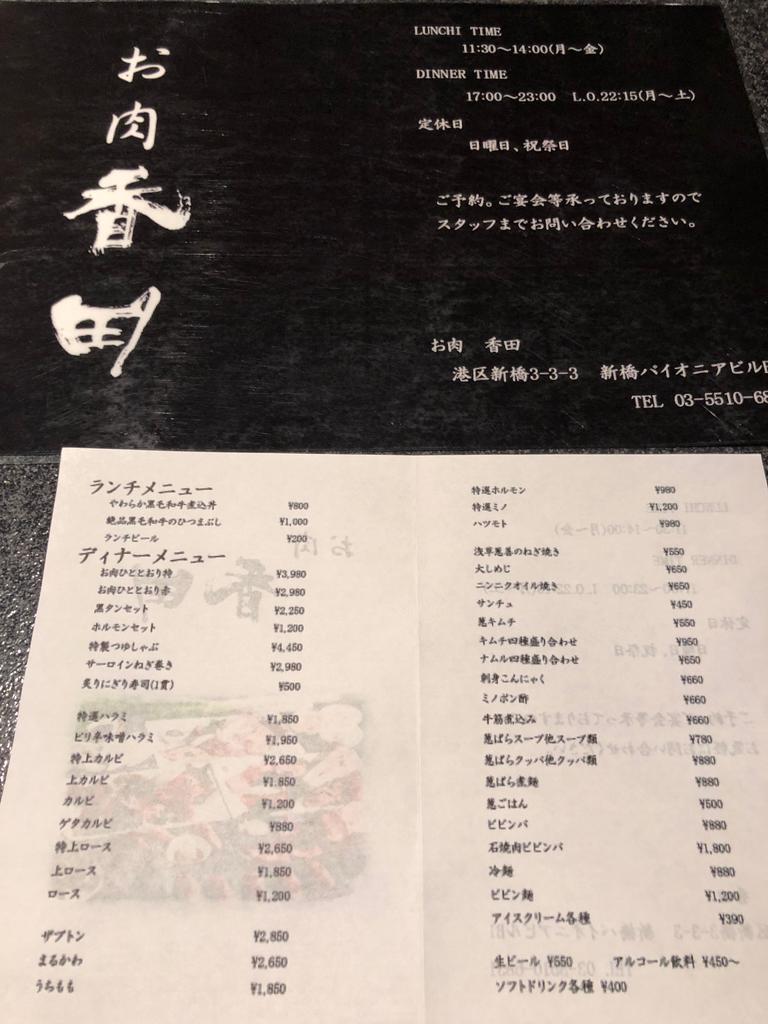 お肉 香田
LUNCHI TIME
11:30〜14:00(月〜金)
DINNER TIME
17:00〜23:00 L.O.22:15(月〜土)
定休日
日曜日、祝祭日
ご予約。ご宴会等承っておりますので
スタッフまでお問い合わせください。
お肉 香田
港区新橋3-3-3 新橋パイオニアビル
TEL 03-5510-68
ランチメニュー
やわらか黒毛和牛煮込丼 ¥800
絶品黒毛和牛のひつまぶし ¥1,000
ランチビール ¥200
ディナーメニュー
お肉ひととおり特 ¥3,980
お肉ひととおり赤 ¥2,980
黒タンセット ¥2,250
ホルモンセット ¥1,200
特製つゆしゃぶ ¥4,450
サーロインねぎ巻き ¥2,980
炙りにぎり寿司(1貫) ¥500
特選ハラミ ¥1,850
ピリ辛味噌ハラミ ¥1,950
特上カルビ ¥2,650
上カルビ ¥1,850
カルビ ¥1,200
ゲタカルビ ¥880
特上ロース ¥2,650
上ロース ¥1,850
ロース ¥1,200
ザブトン ¥2,850
まるかわ ¥2,650
うちもも ¥1,850
特選ホルモン ¥980
特選ミノ ¥1,200
ハツモト ¥980
浅草葱善のねぎ焼き ¥550
大しめじ ¥650
ニンニクオイル焼き ¥650
サンチュ ¥450
葱キムチ ¥550
キムチ四種盛り合わせ ¥950
ナムル四種盛り合わせ ¥650
刺身こんにゃく ¥660
ミノポン酢 ¥660
牛筋煮込み ¥660
葱ばらスープ他スープ類 ¥780
葱ばらクッパ他クッパ類 ¥880
葱ばら煮麺 ¥880
葱ごはん ¥500
ビビンバ ¥880
石焼肉ビビンバ ¥1,800
冷麺 ¥880
ビビン麺 ¥1,200
アイスクリーム各種 ¥390
生ビール ¥550 アルコール飲料 ¥450〜
ソフトドリンク各種 ¥400